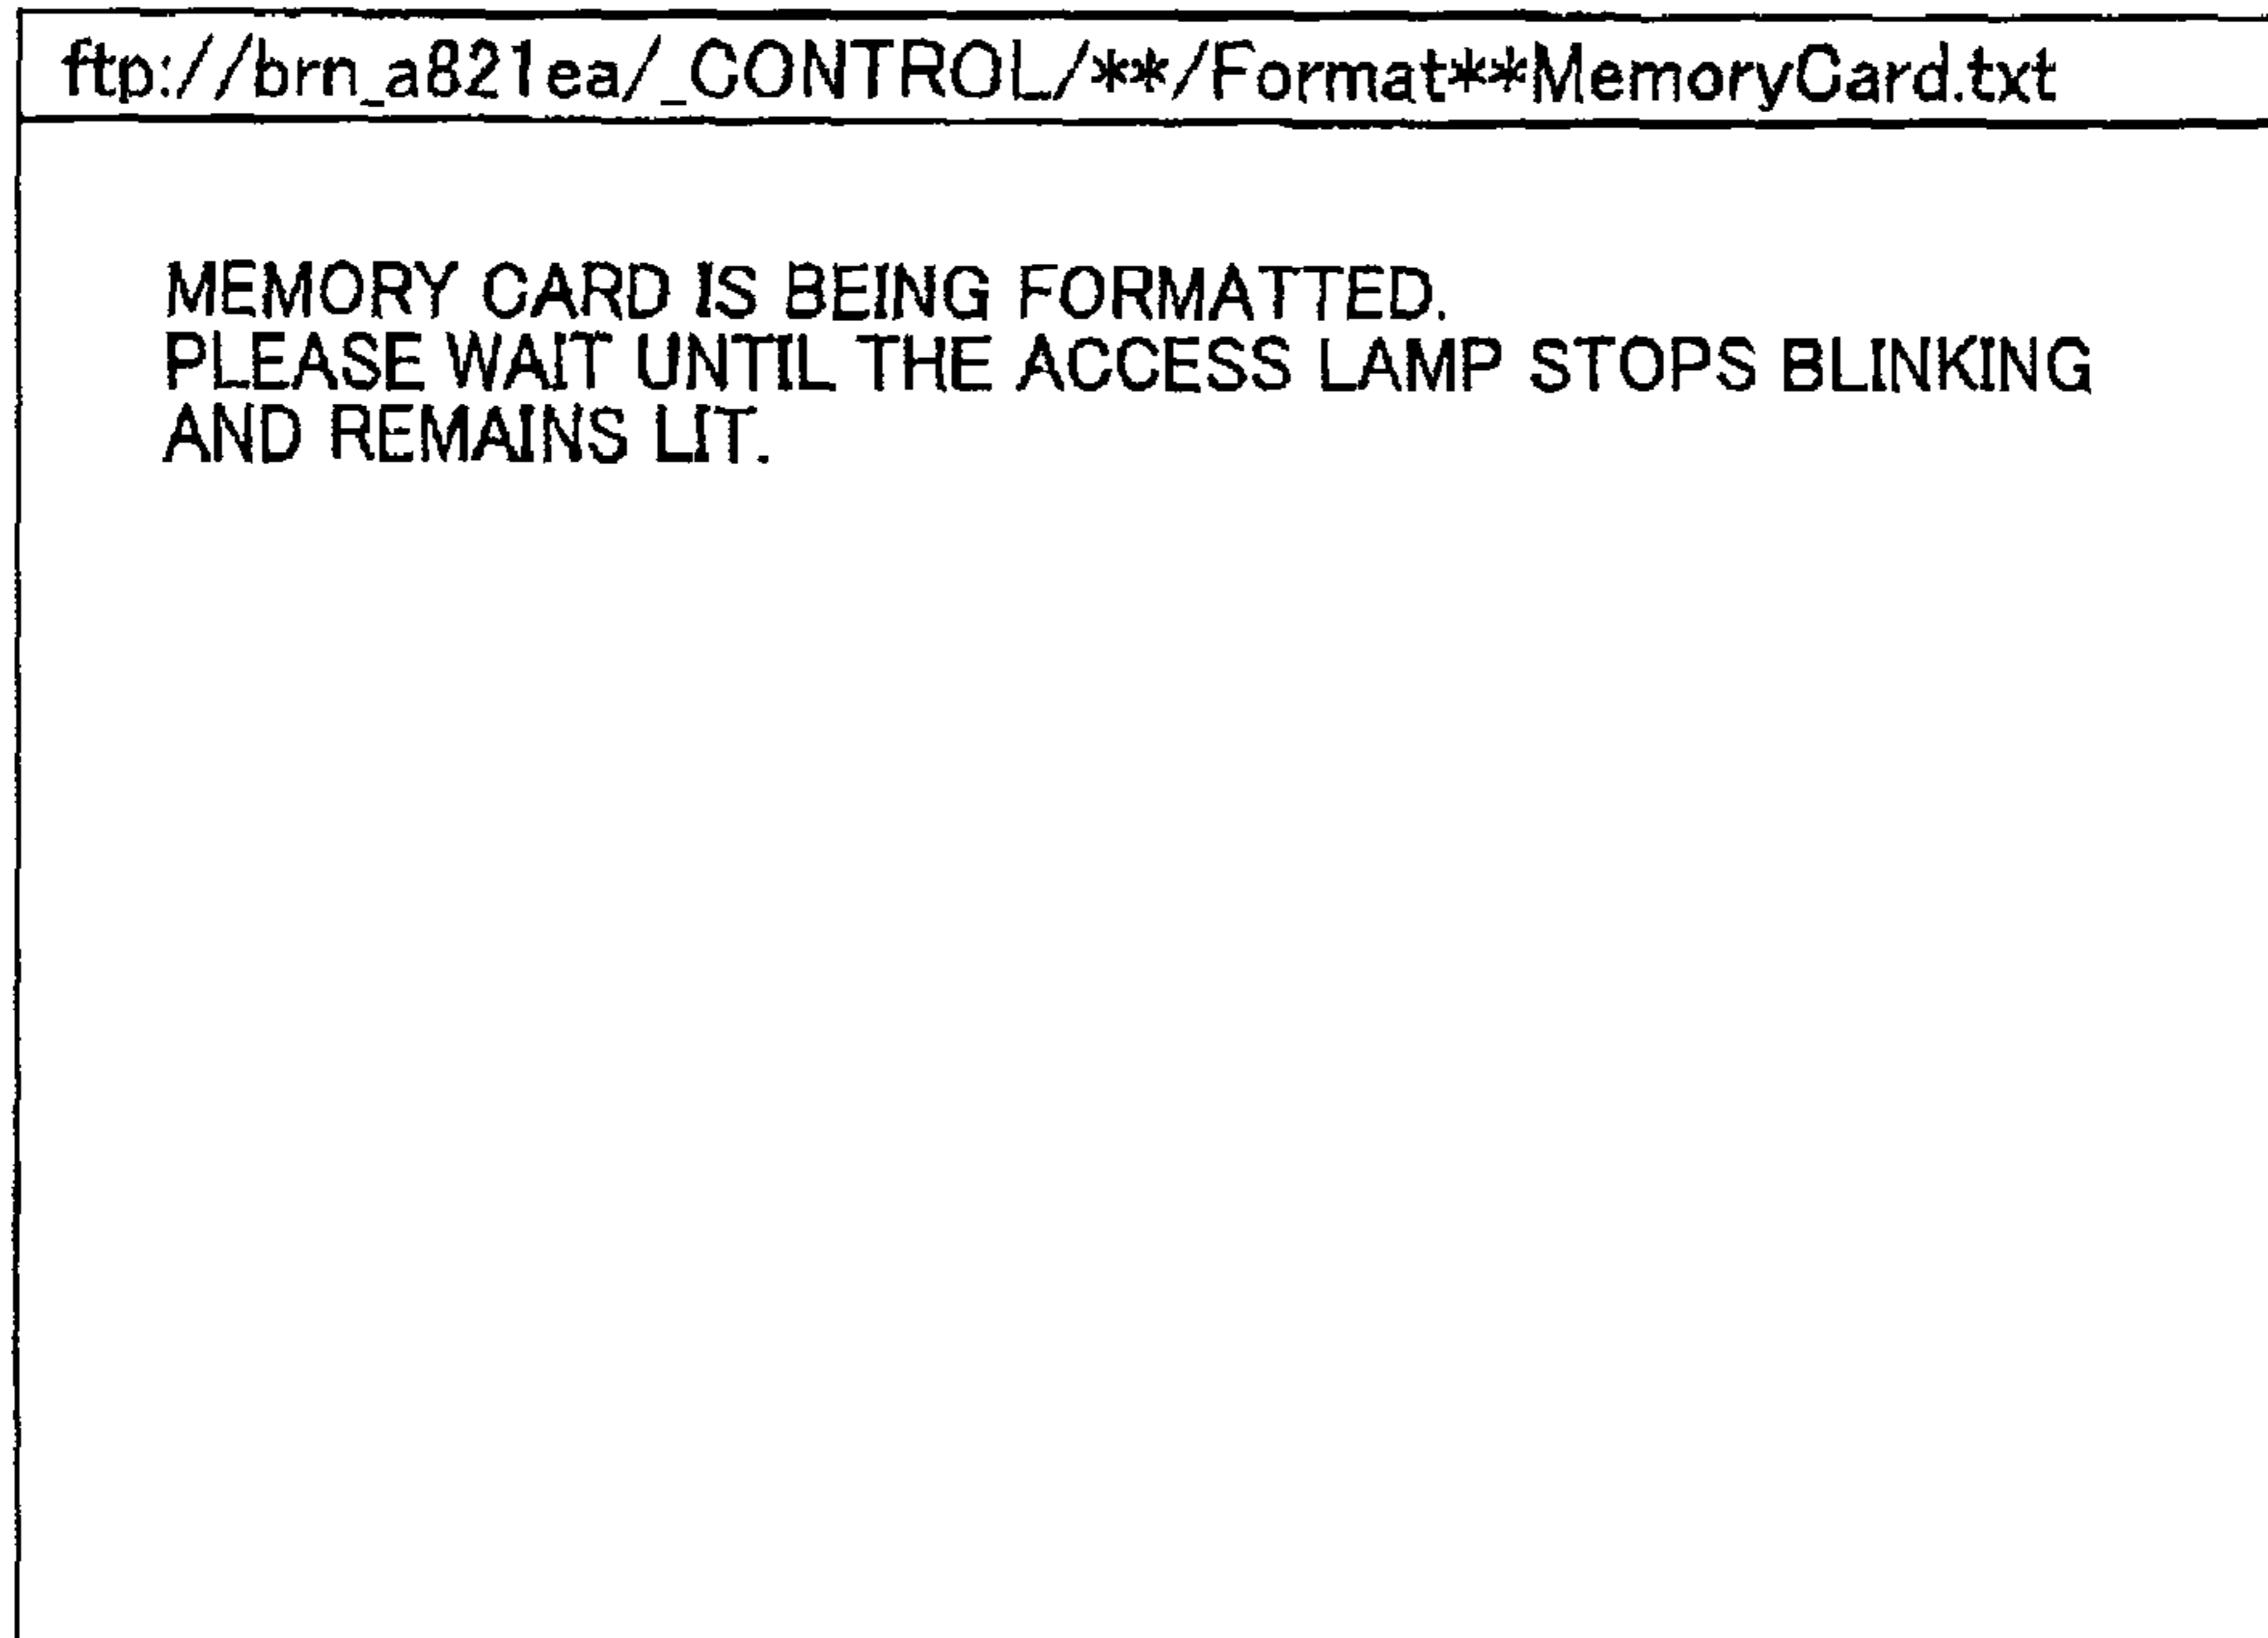 ftp://brn_a821ea/_CONTROL/**/Format**MemoryCard.txt
MEMORY CARD IS BEING FORMATTED.
PLEASE WAIT UNTIL THE ACCESS LAMP STOPS BLINKING
AND REMAINS LIT.